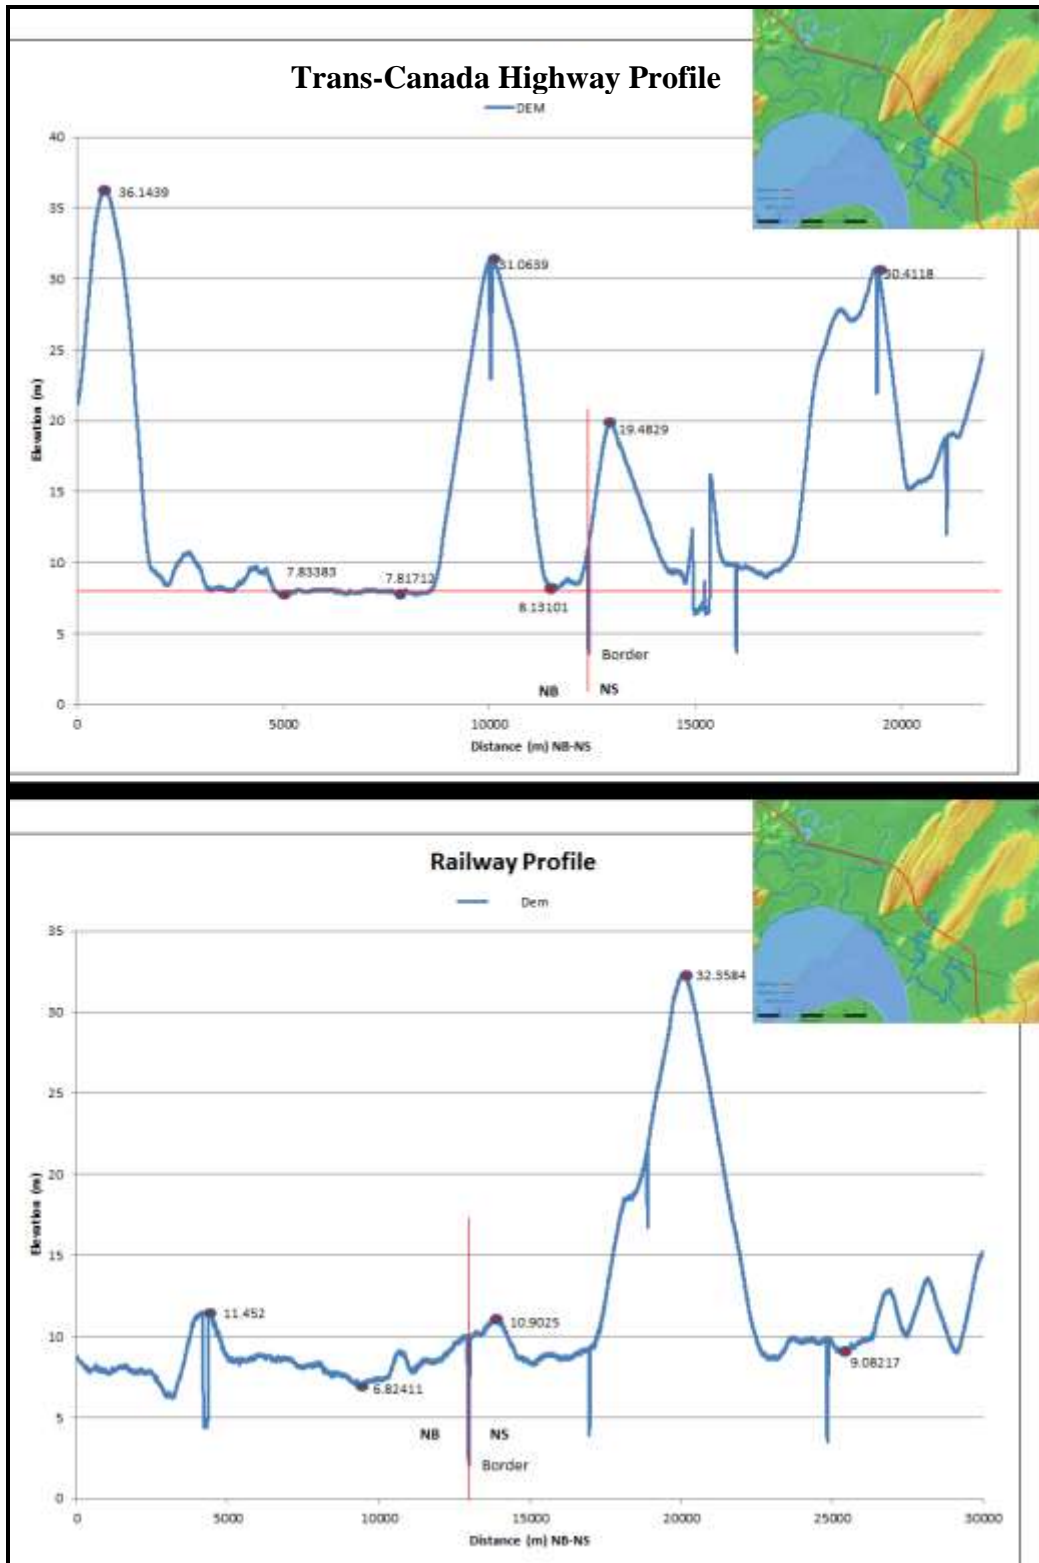 Trans-Canada Highway Profile
DEM
40
36.1439
35
31.0639
30.4118
30
25
20
19.4829
15
10
7.83383
7.81712
8.13101
5
Border
NB NS
0
Elevation (m)
0 5000 10000 15000 20000
Distance (m) NB-NS
Railway Profile
Dem
35
32.3584
30
25
20
15
11.452
10.9025
10
9.08217
6.82411
5
NB NS
Border
0
Elevation (m)
0 5000 10000 15000 20000 25000 30000
Distance (m) NB-NS